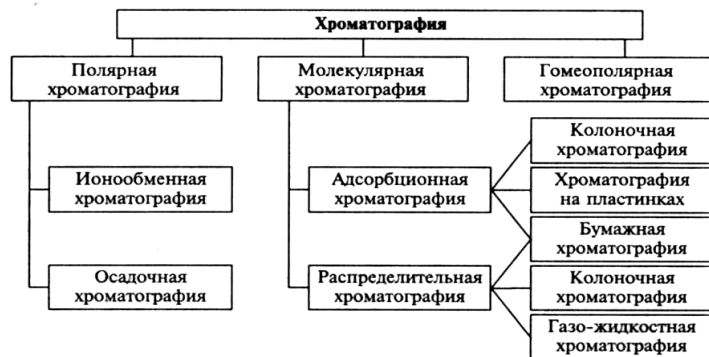 Хроматография
Полярная
хроматография
Молекулярная
хроматография
Гомеополярная
хроматография
Ионообменная
хроматография
Осадочная
хроматография
Адсорбционная
хроматография
Распределительная
хроматография
Колоночная
хроматография
Хроматография
на пластинках
Бумажная
хроматография
Колоночная
хроматография
Газо-жидкостная
хроматография